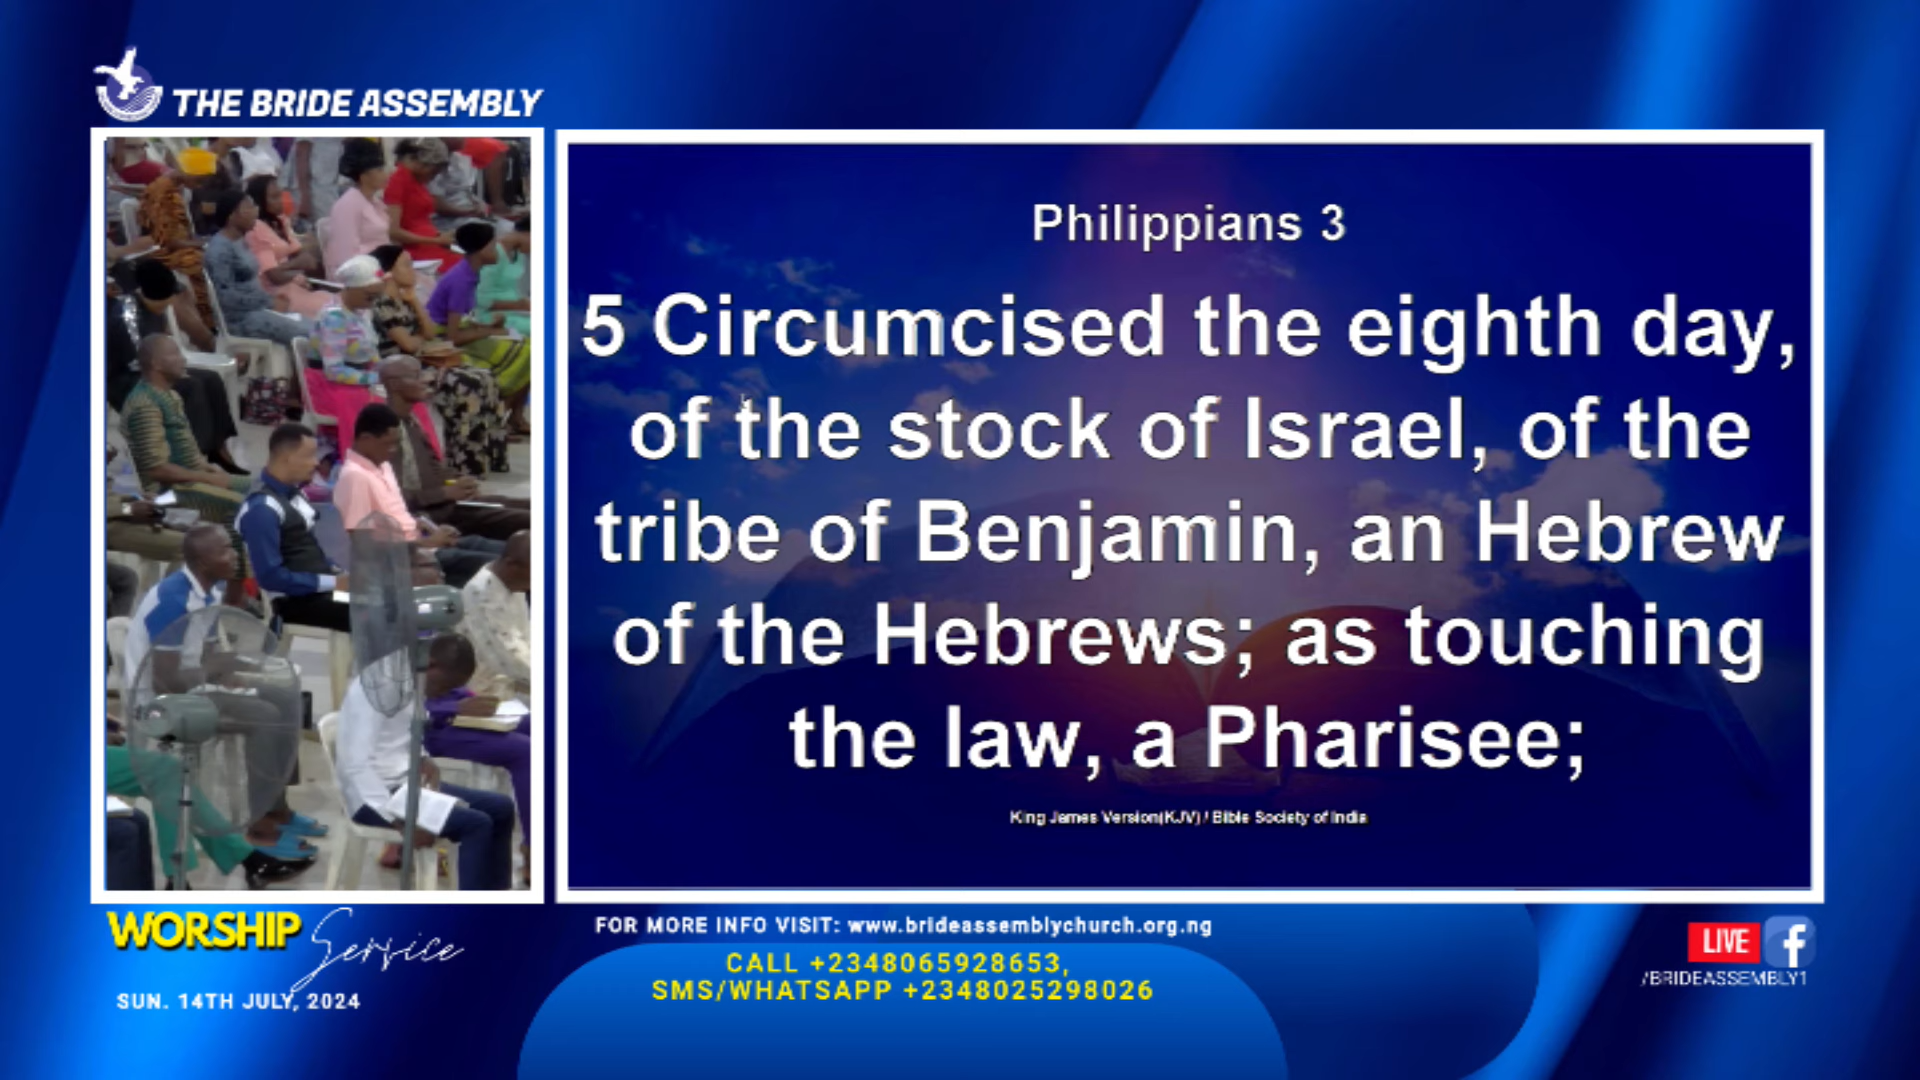 THE BRIDE ASSEMBLY
Philippians 3
5 Circumcised the eighth day,
of the stock of Israel, of the
tribe of Benjamin, an Hebrew
of the Hebrews; as touching
the law, a Pharisee;
King James Version(KJV) / Bible Society of India
WORSHIP Service
SUN. 14TH JULY, 2024
FOR MORE INFO VISIT: www.brideassemblychurch.org.ng
CALL +2348065928653,
SMS/WHATSAPP +2348025298026
LIVE f
/BRIDEASSEMBLY1